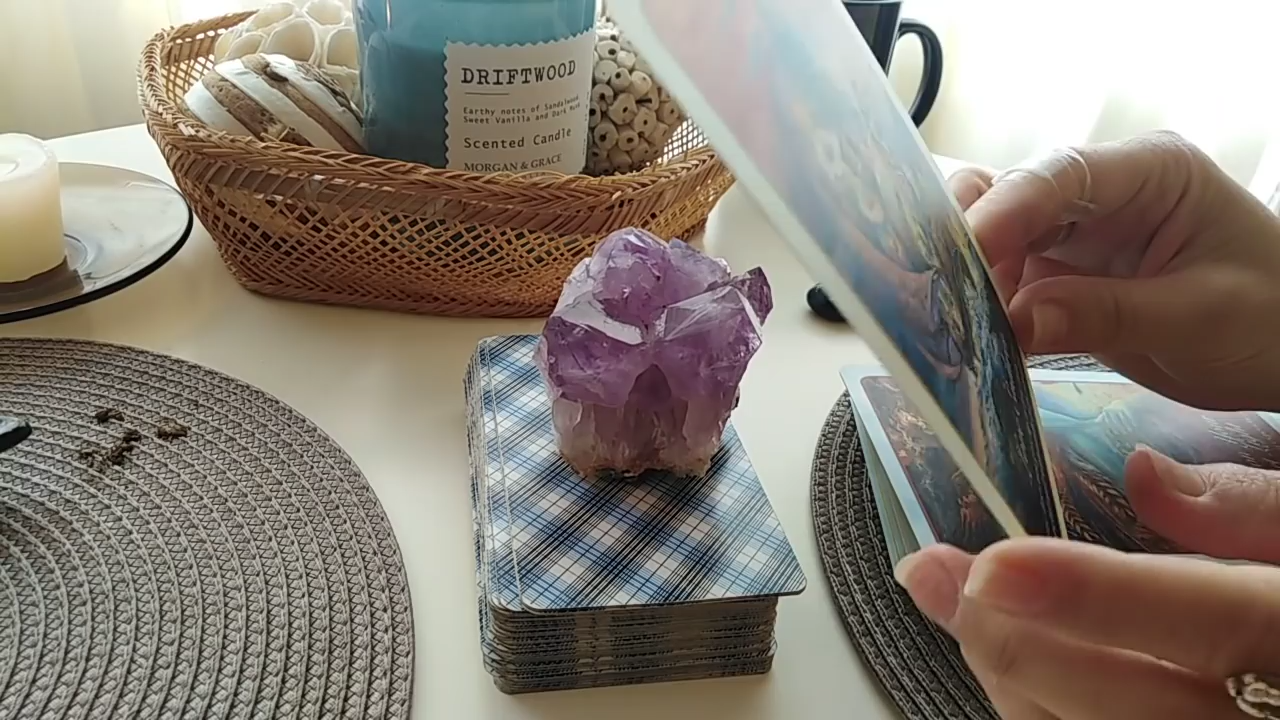 DRIFTWOOD
Earthy notes of Sandalwood
Sweet Vanilla and Dark Musk
Scented Candle
MORGAN & GRACE